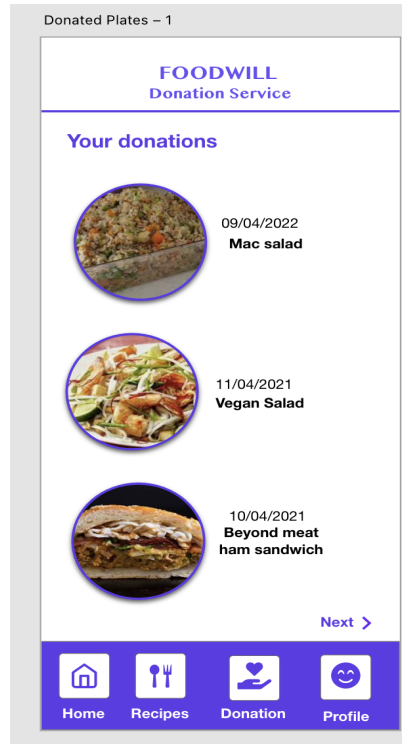 Donated Plates – 1
FOODWILL
Donation Service
Your donations
09/04/2022
Mac salad
11/04/2021
Vegan Salad
10/04/2021
Beyond meat
ham sandwich
Next
Home Recipes Donation Profile